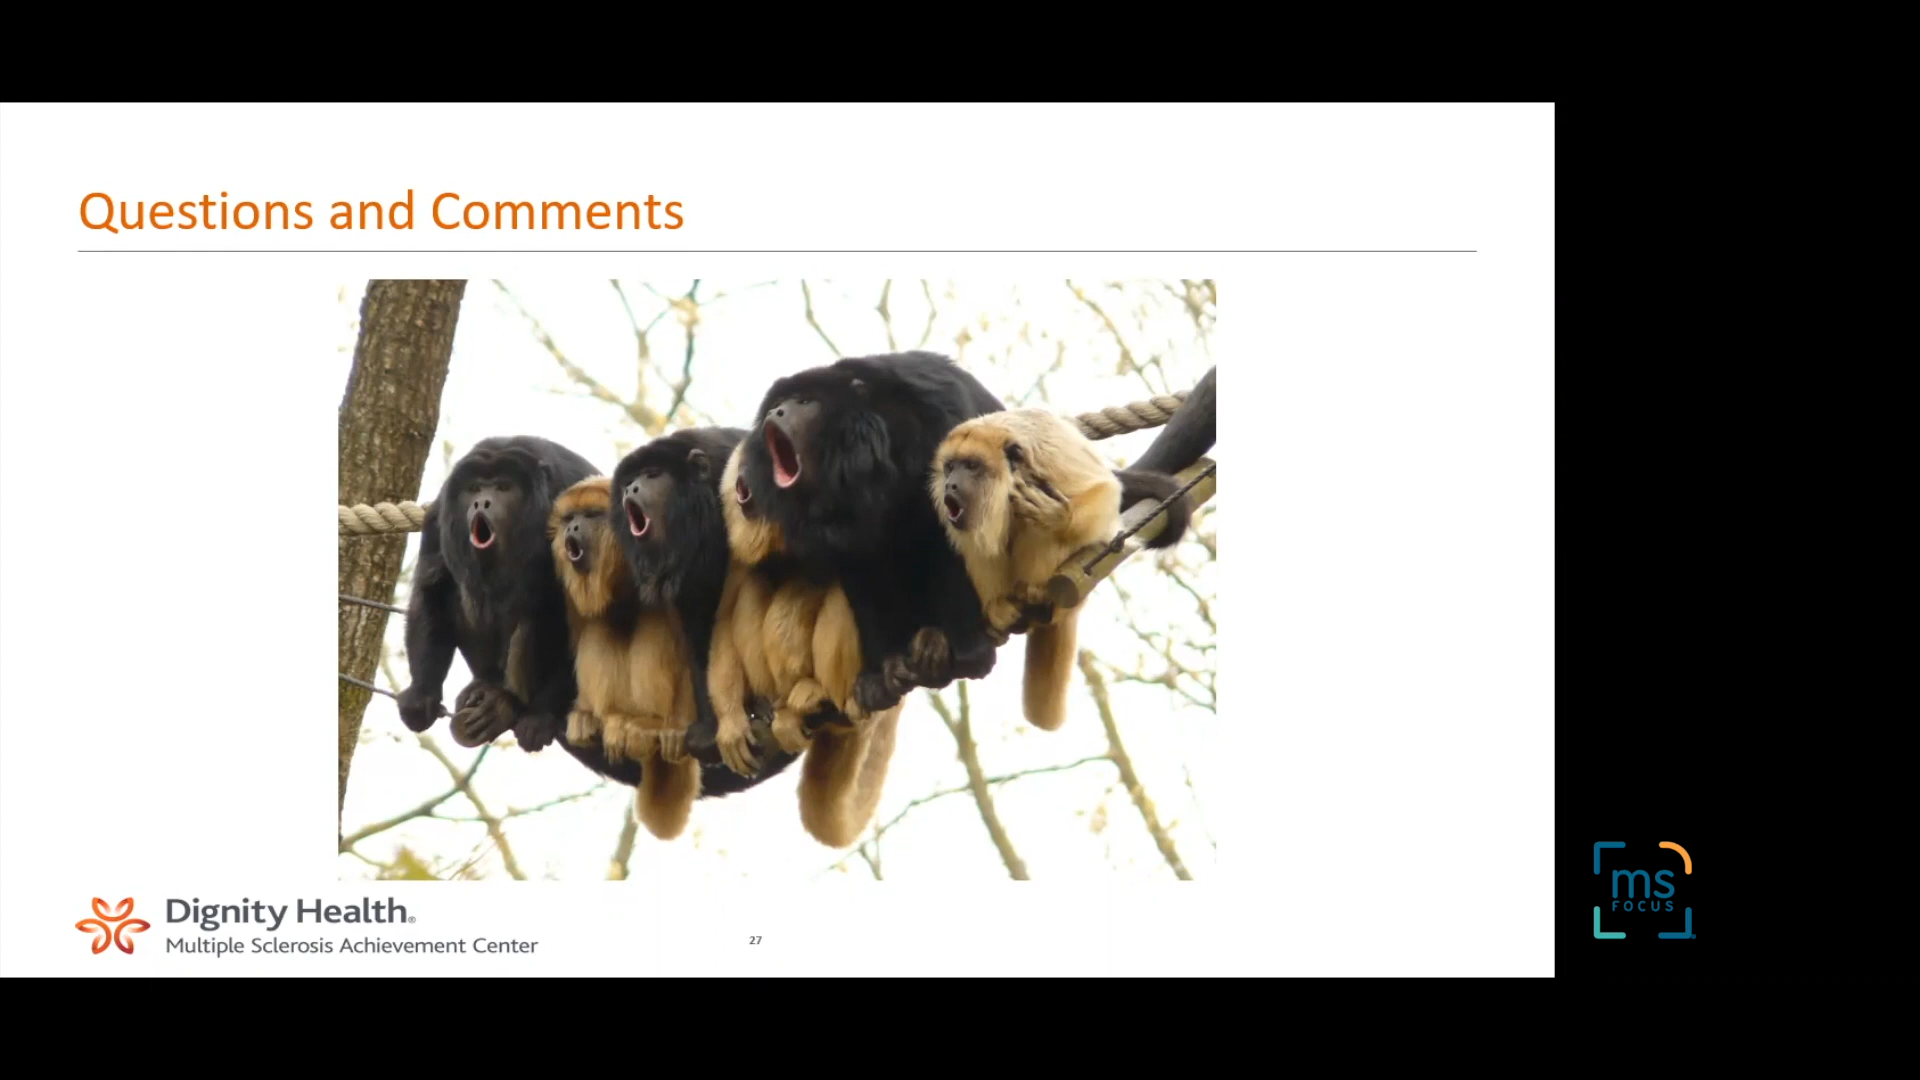 Questions and Comments
Dignity Health®
Multiple Sclerosis Achievement Center
27
ms
FOCUS